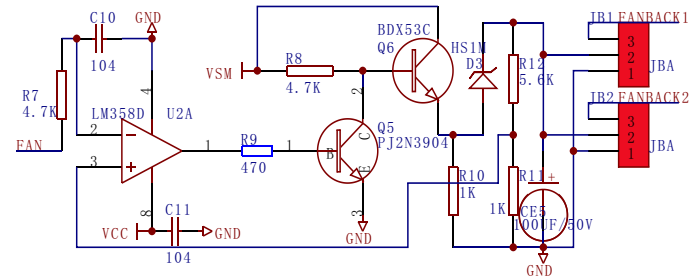 C10
GND
104
R7
4.7K
FAN
LM358D
U2A
4
2
3
1
8
VCC
C11
104
GND
R9
470
1
VSM
R8
4.7K
2
Q5
PJ2N3904
B
C
E
3
GND
BDX53C
Q6
HS1M
D3
R12
5.6K
R10
1K
R11
1K
+
CE5
100UF/50V
GND
JB1
FANBACK1
3
2
1
JBA
JB2
FANBACK2
3
2
1
JBA